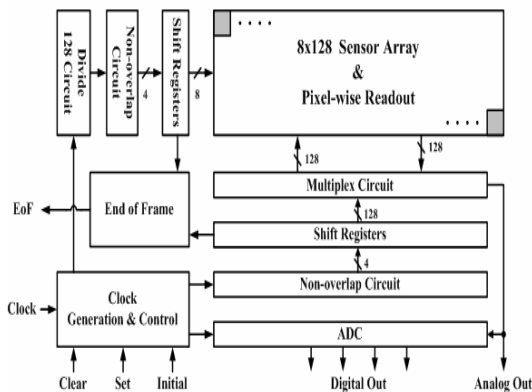 Divide
128 Circuit
Non-overlap
Circuit
4
Shift Registers
8
8x128 Sensor Array
&
Pixel-wise Readout
128
128
Multiplex Circuit
EoF
End of Frame
128
Shift Registers
4
Non-overlap Circuit
Clock
Clock
Generation & Control
ADC
Clear
Set
Initial
Digital Out
Analog Out